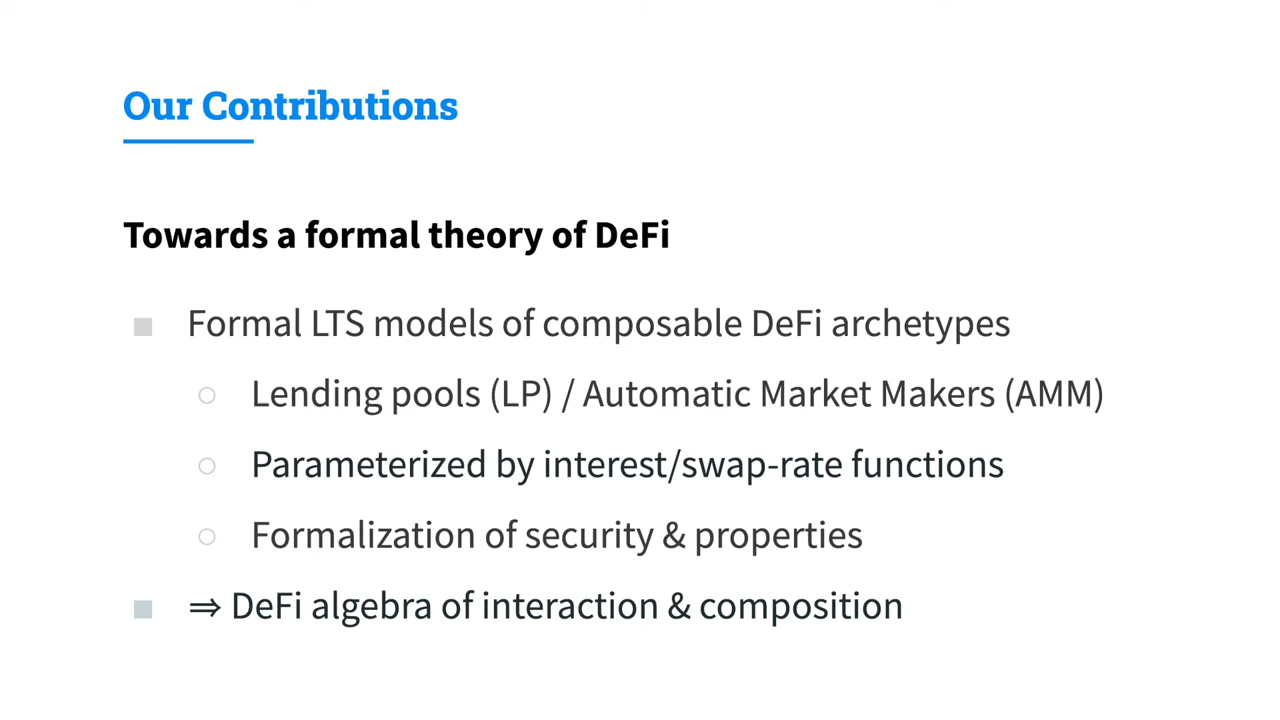 Our Contributions
Towards a formal theory of DeFi
■ Formal LTS models of composable DeFi archetypes
○ Lending pools (LP) / Automatic Market Makers (AMM)
○ Parameterized by interest/swap-rate functions
○ Formalization of security & properties
■ ⇒ DeFi algebra of interaction & composition